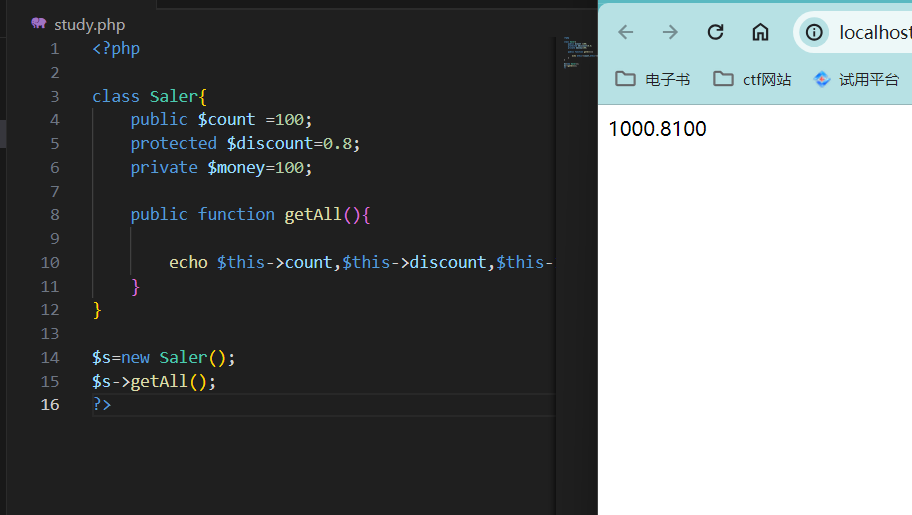 study.php
1 <?php
2
3 class Saler{
4 public $count =100;
5 protected $discount=0.8;
6 private $money=100;
7
8 public function getAll(){
9
10 echo $this->count,$this->discount,$this-
11 }
12 }
13
14 $s=new Saler();
15 $s->getAll();
16 ?>
localhost
电子书 ctf网站 试用平台
1000.8100